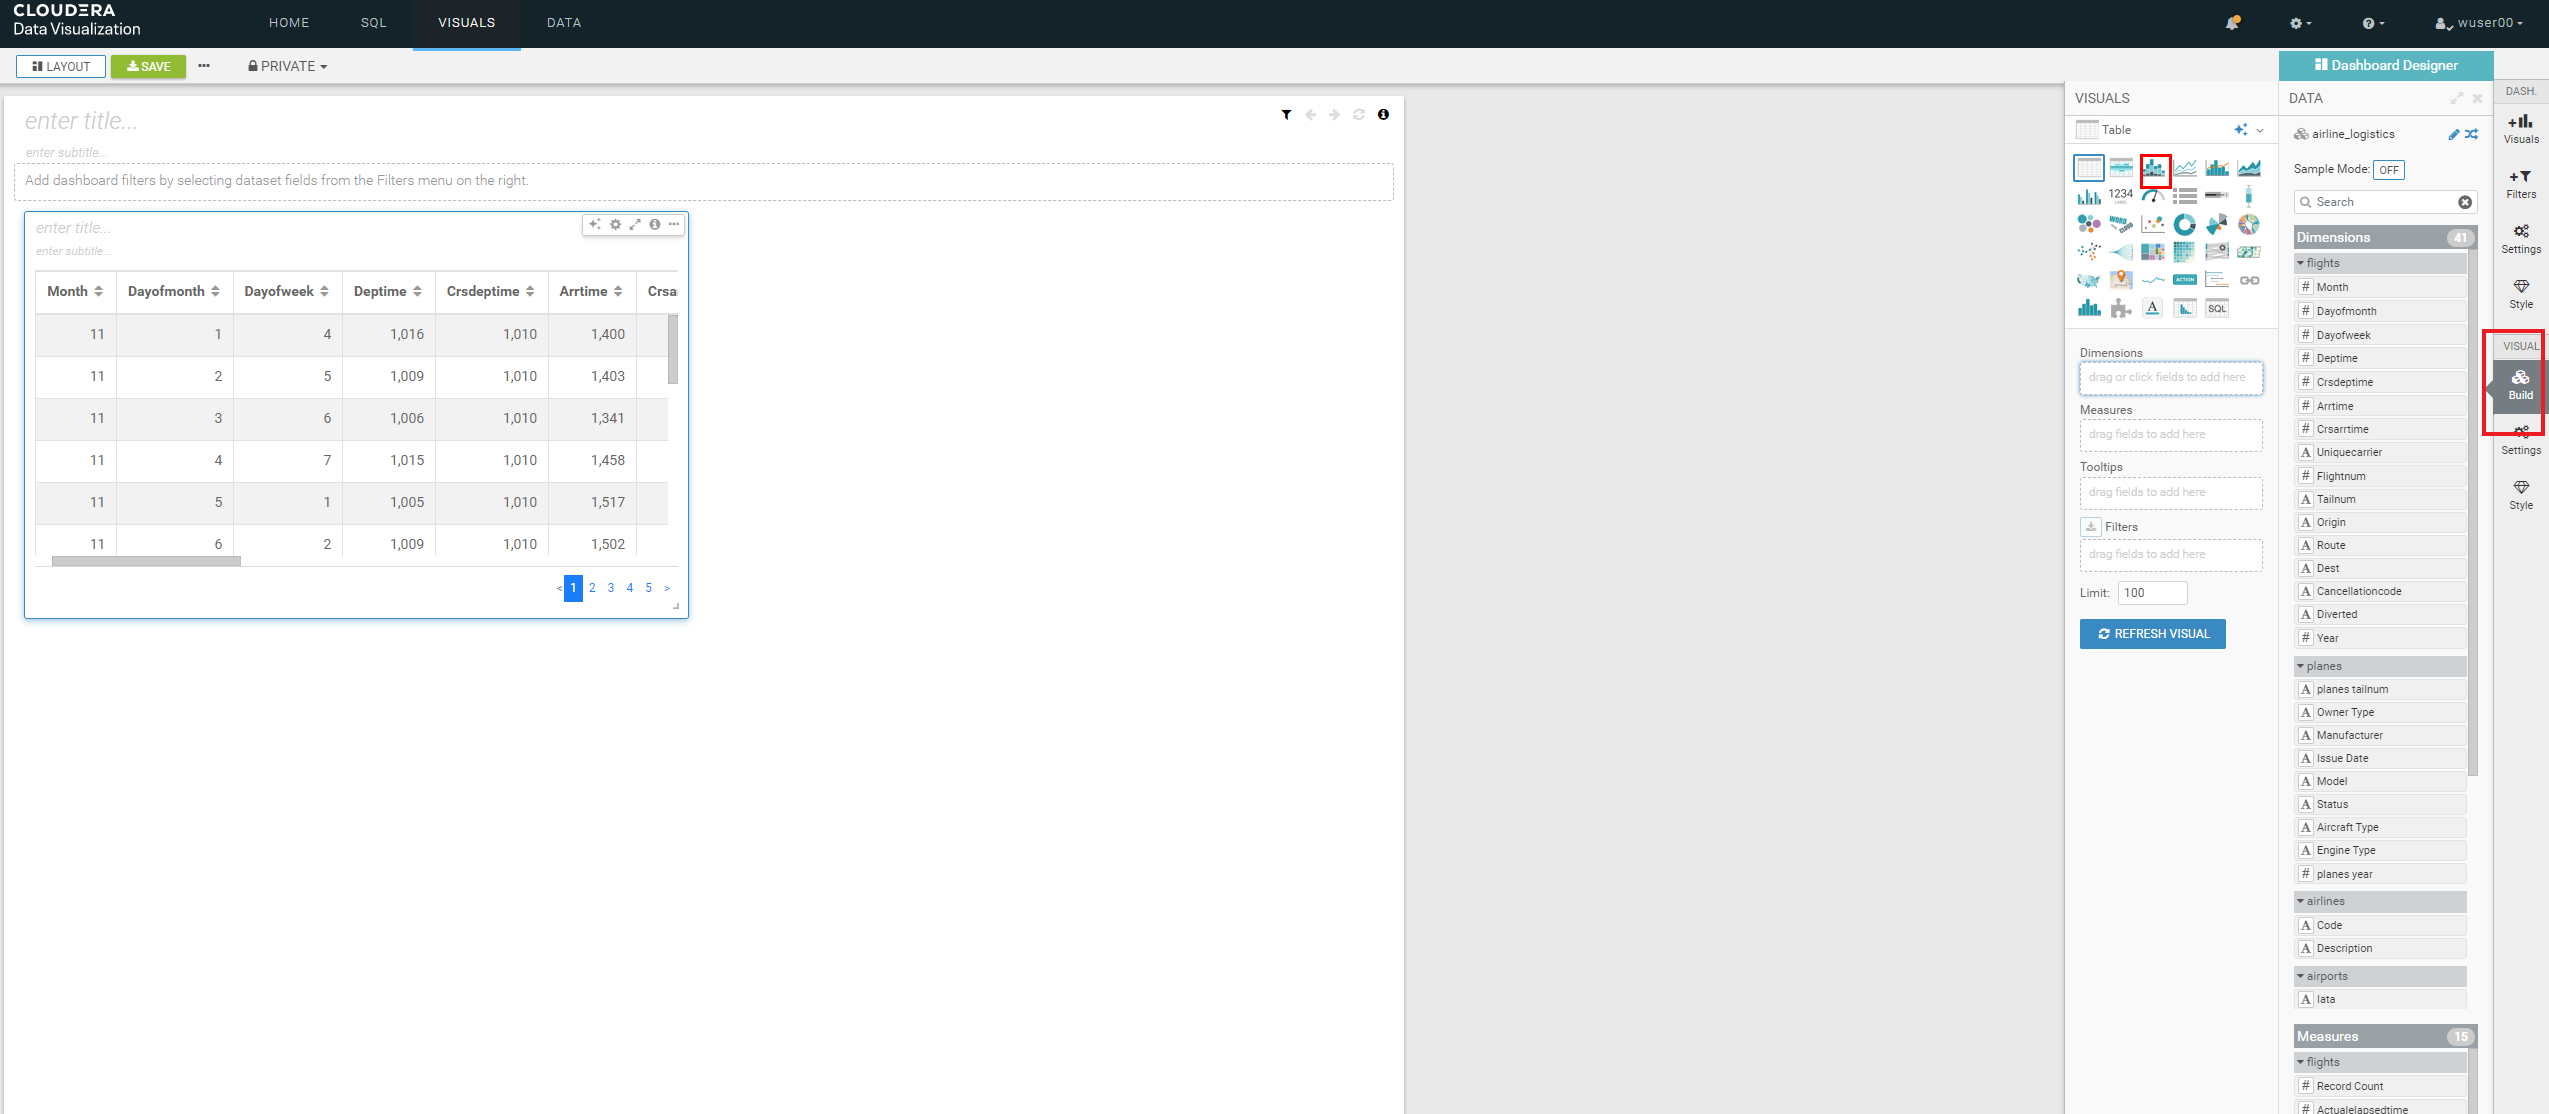 CLOUDERA
Data Visualization
HOME
SQL
VISUALS
DATA
wuser00
LAYOUT
SAVE
PRIVATE
Dashboard Designer
enter title...
enter subtitle...
Add dashboard filters by selecting dataset fields from the Filters menu on the right.
enter title...
enter subtitle...
Month Dayofmonth Dayofweek Deptime Crsdeptime Arrtime Crsa
11 1 4 1,016 1,010 1,400
11 2 5 1,009 1,010 1,403
11 3 6 1,006 1,010 1,341
11 4 7 1,015 1,010 1,458
11 5 1 1,005 1,010 1,517
11 6 2 1,009 1,010 1,502
< 1 2 3 4 5 >
VISUALS
Table
1234
LABEL
WORD
CLOUD
ACTION
A
SQL
Dimensions
drag or click fields to add here
Measures
drag fields to add here
Tooltips
drag fields to add here
Filters
drag fields to add here
Limit: 100
REFRESH VISUAL
DATA
airline_logistics
Sample Mode: OFF
Search
Dimensions 41
flights
# Month
# Dayofmonth
# Dayofweek
# Deptime
# Crsdeptime
# Arrtime
# Crsarrtime
A Uniquecarrier
# Flightnum
A Tailnum
A Origin
A Route
A Dest
A Cancellationcode
A Diverted
# Year
planes
A planes tailnum
A Owner Type
A Manufacturer
A Issue Date
A Model
A Status
A Aircraft Type
A Engine Type
# planes year
airlines
A Code
A Description
airports
A Iata
Measures 15
flights
# Record Count
# Actualelapsedtime
DASH.
Visuals
Filters
Settings
Style
VISUAL
Build
Settings
Style